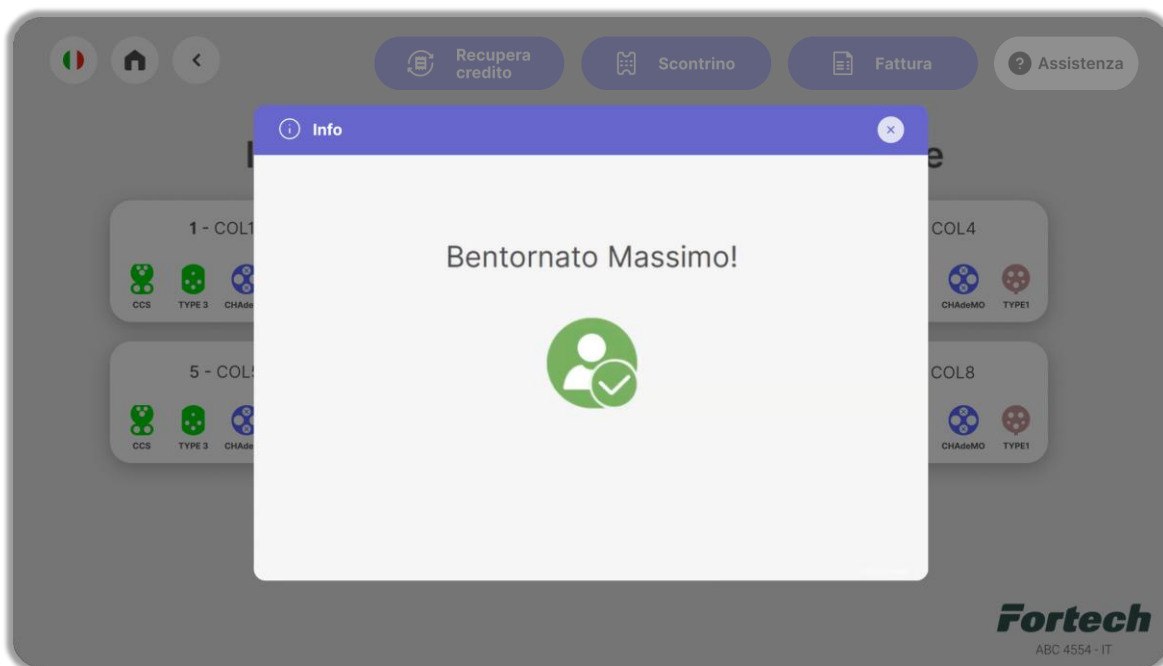 Recupera
credito
Scontrino
Fattura
? Assistenza
i Info
Bentornato Massimo!
1 - COL1
COL4
CCS
TYPE 3
CHAdeMO
TYPE1
5 - COL
COL8
CCS
TYPE 3
CHAdeMO
TYPE1
Fortech
ABC 4554 - IT